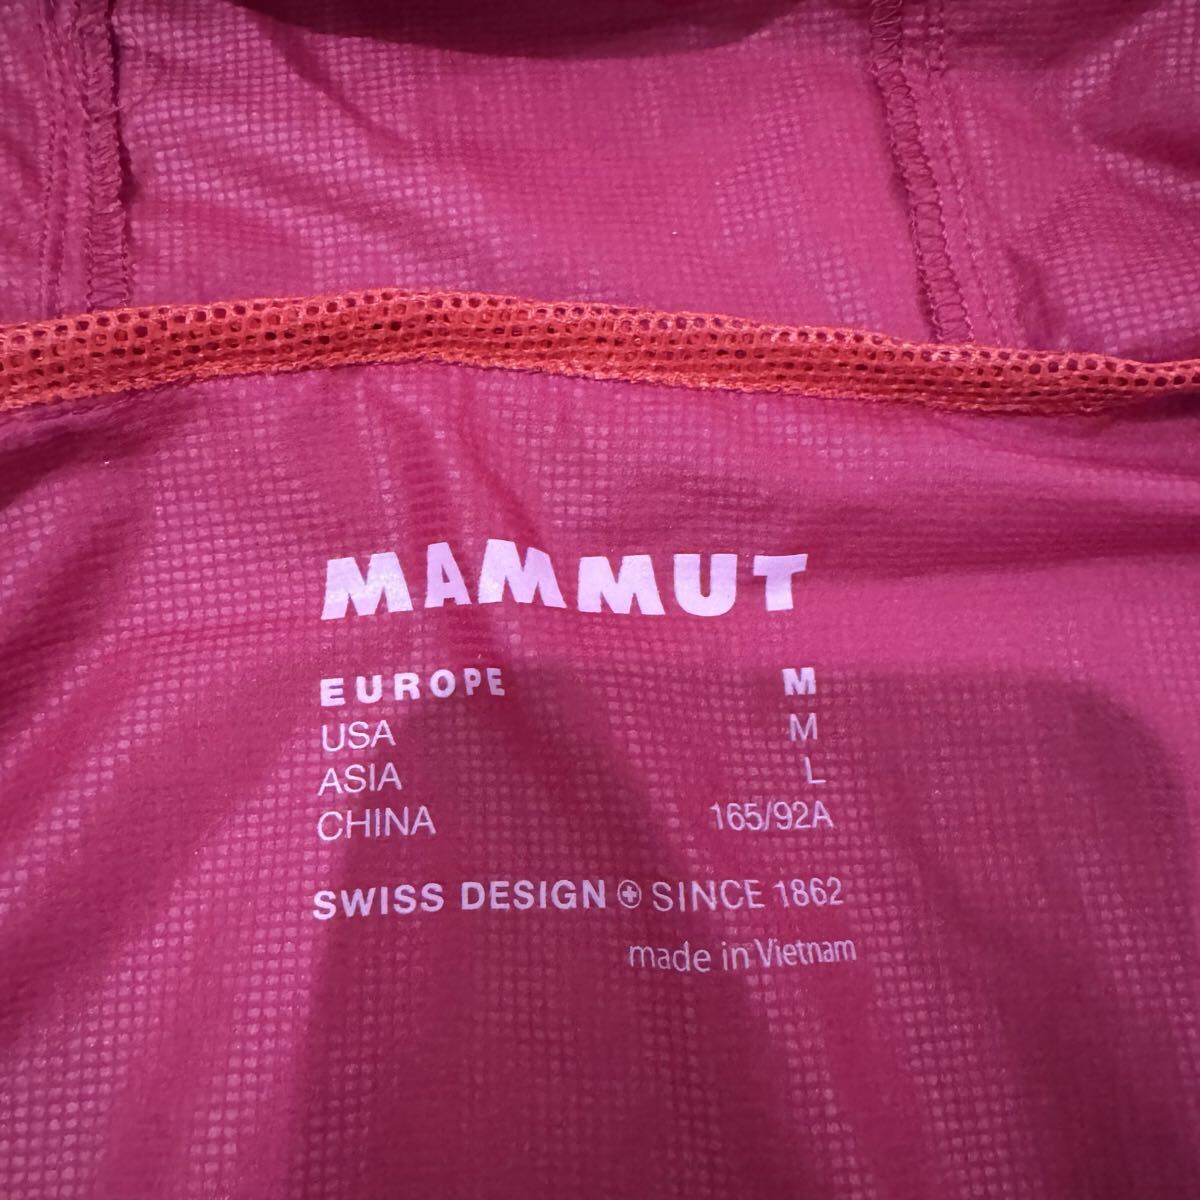 MAMMUT
EUROPE M
USA M
ASIA L
CHINA 165/92A
SWISS DESIGN SINCE 1862
made in Vietnam